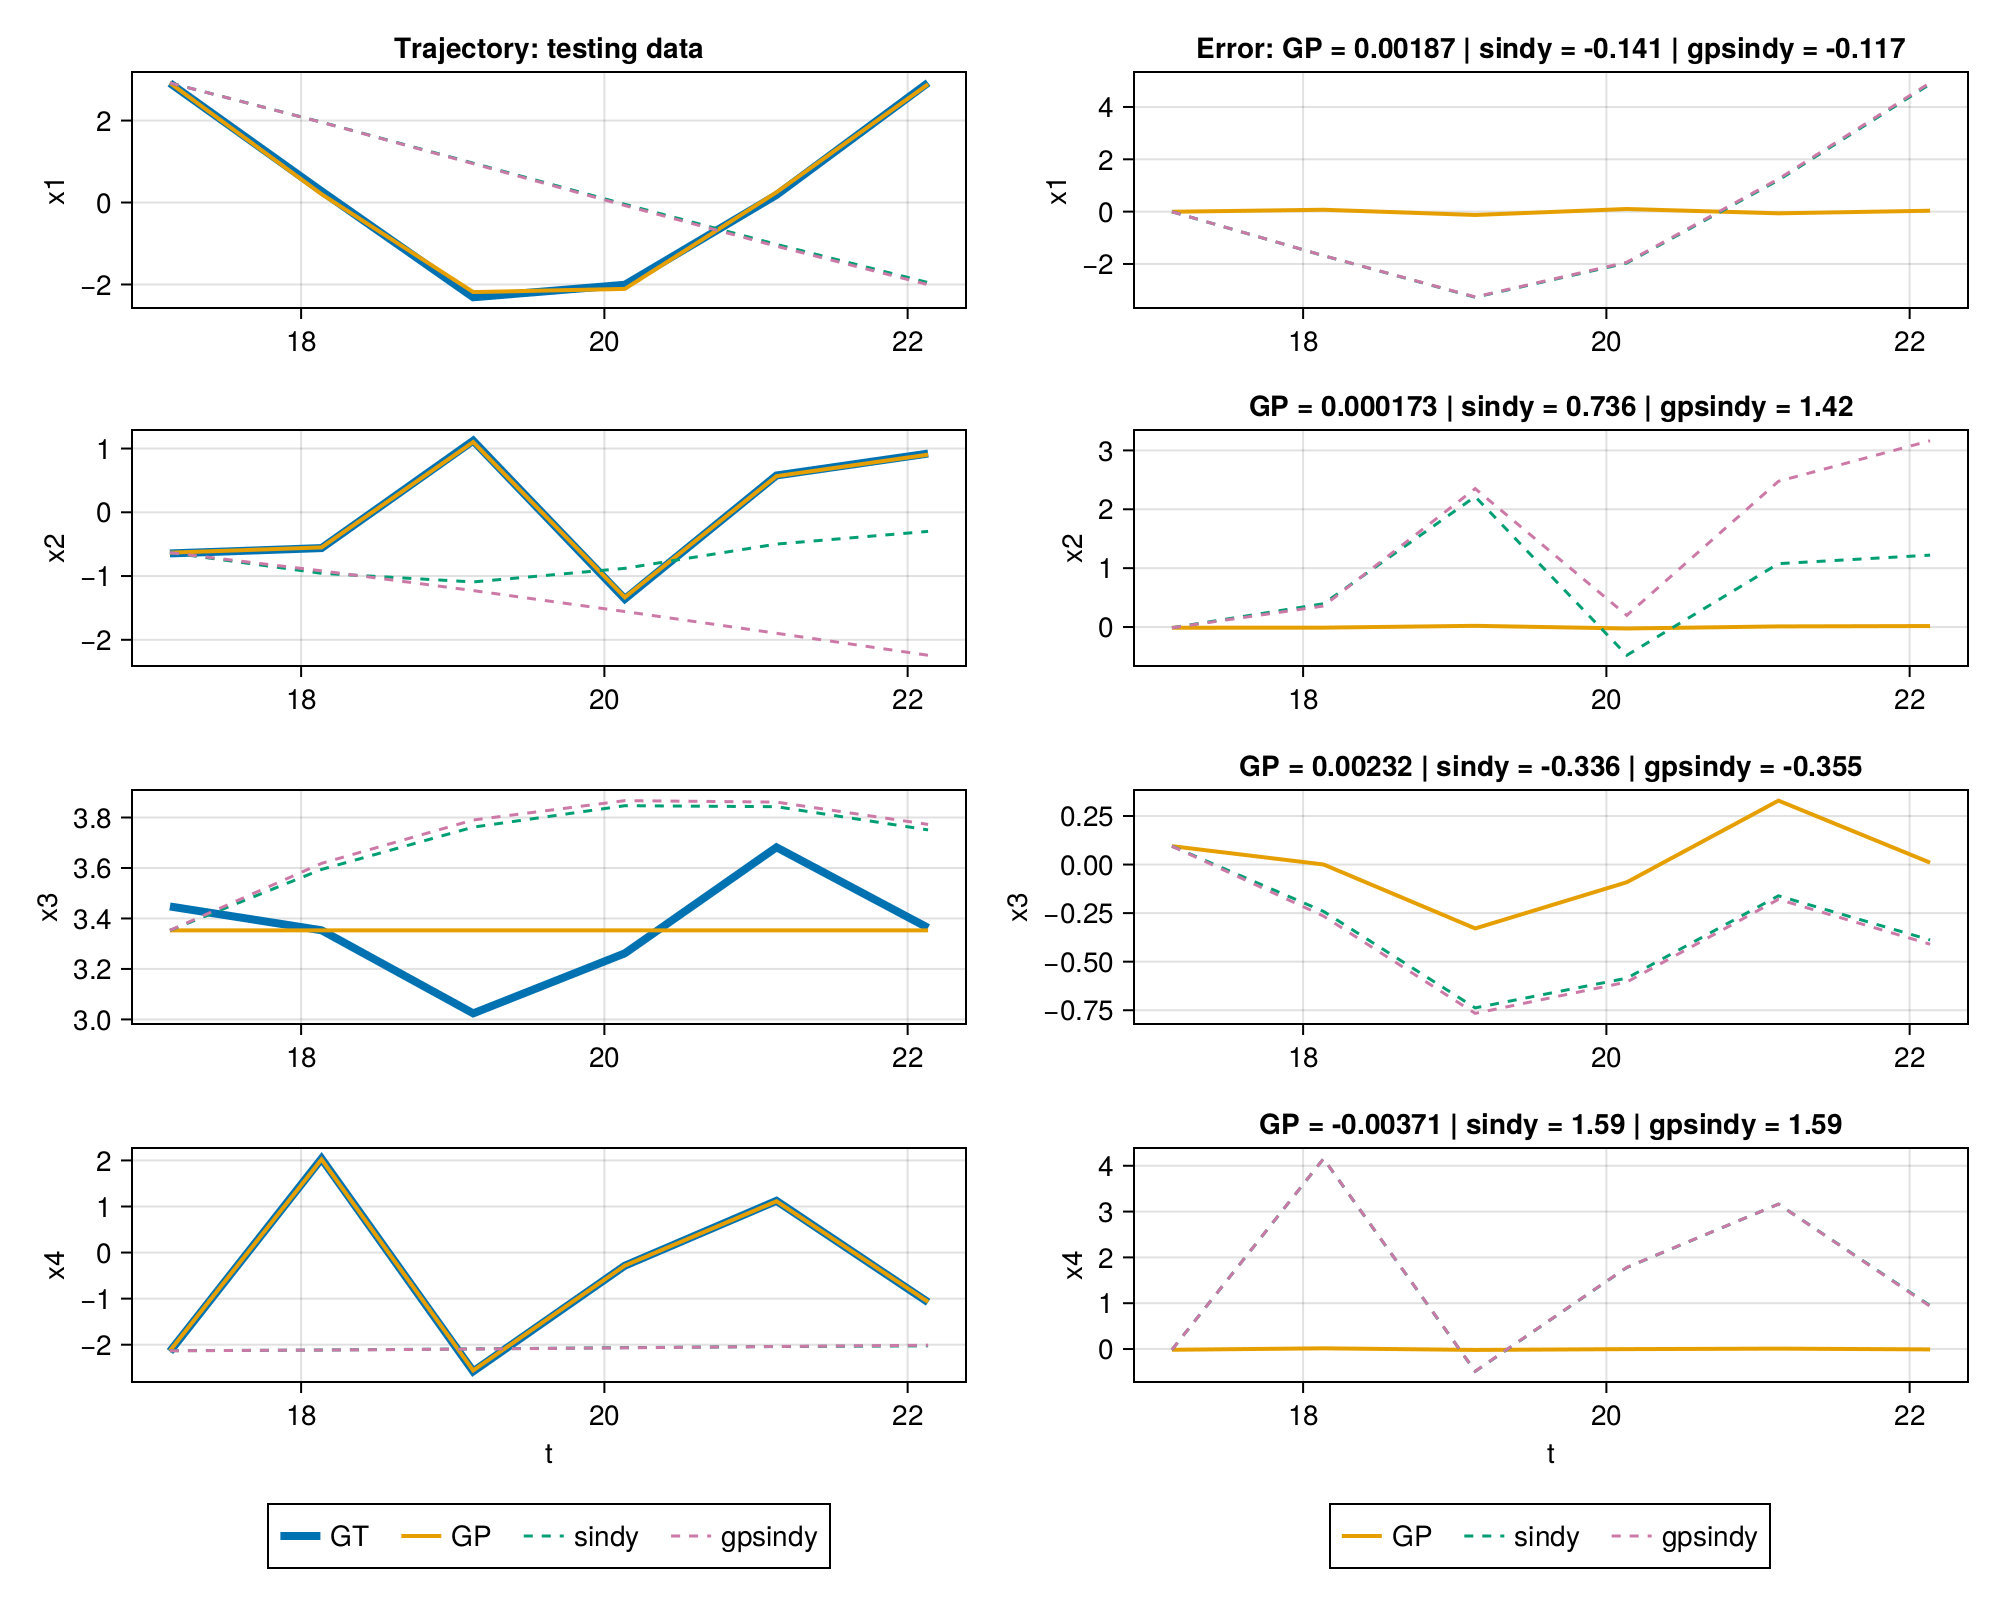 Trajectory: testing data
x1
2
0
−2
18 20 22
Error: GP = 0.00187 | sindy = -0.141 | gpsindy = -0.117
x1
4
2
0
−2
18 20 22
x2
1
0
−1
−2
18 20 22
GP = 0.000173 | sindy = 0.736 | gpsindy = 1.42
x2
3
2
1
0
18 20 22
x3
3.8
3.6
3.4
3.2
3.0
18 20 22
GP = 0.00232 | sindy = -0.336 | gpsindy = -0.355
x3
0.25
0.00
−0.25
−0.50
−0.75
18 20 22
x4
2
1
0
−1
−2
18 20 22
t
GP = -0.00371 | sindy = 1.59 | gpsindy = 1.59
x4
4
3
2
1
0
18 20 22
t
GT GP sindy gpsindy
GP sindy gpsindy